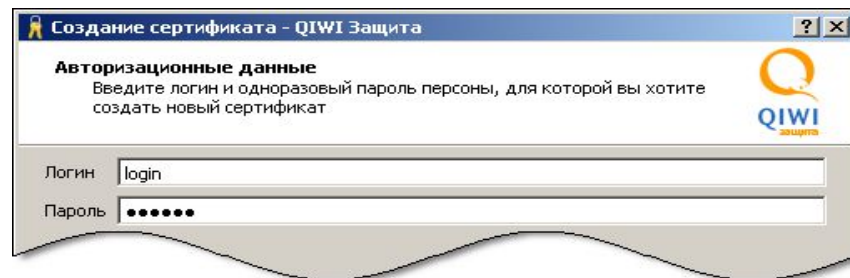 Создание сертификата - QIWI Защита
Авторизационные данные
Введите логин и одноразовый пароль персоны, для которой вы хотите
создать новый сертификат
QIWI
защита
Логин login
Пароль ●●●●●●